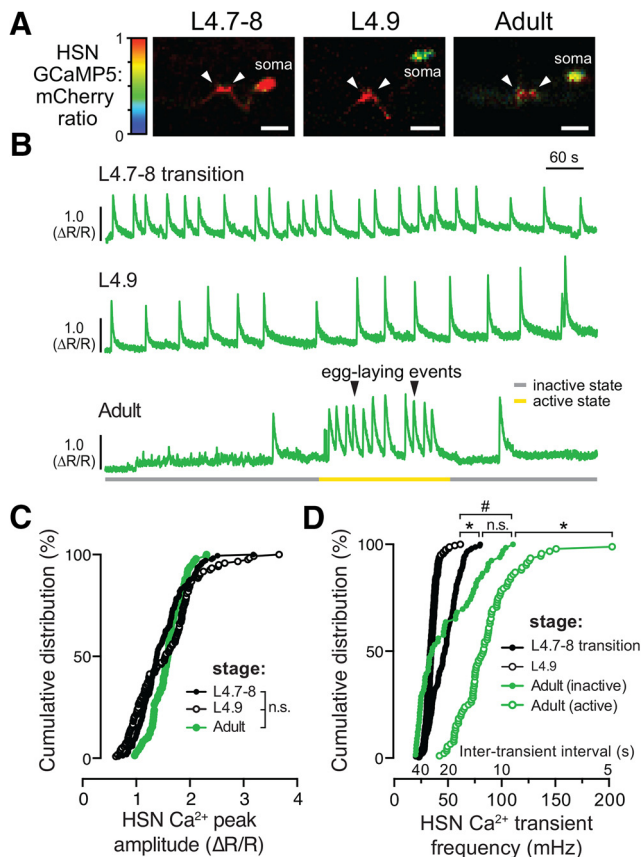 A
L4.7-8
L4.9
Adult
HSN
GCaMP5:
mCherry
ratio
1
0
soma
soma
soma
B
60 s
L4.7-8 transition
1.0
(ΔR/R)
L4.9
1.0
(ΔR/R)
egg-laying events
inactive state
active state
Adult
1.0
(ΔR/R)
C
Cumulative distribution (%)
100
50
0
stage:
L4.7-8
L4.9
Adult
n.s.
0 1 2 3 4
HSN Ca²⁺ peak
amplitude (ΔR/R)
D
#
* n.s. *
Cumulative distribution (%)
100
50
0
stage:
L4.7-8 transition
L4.9
Adult (inactive)
Adult (active)
Inter-transient interval (s)
40 20 10 5
0 50 100 150 200
HSN Ca²⁺ transient
frequency (mHz)